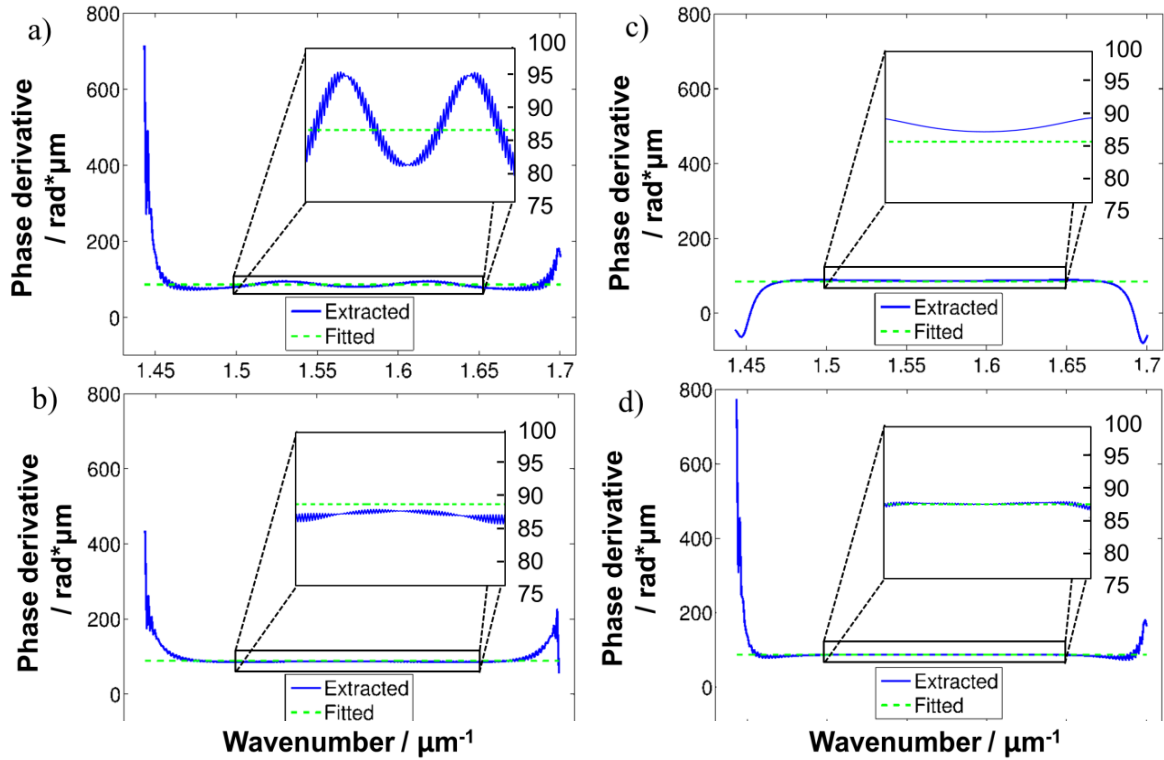 a)
Phase derivative
/ rad*µm
800
600
400
200
0
100
95
90
85
80
75
Extracted
Fitted
1.45
1.5
1.55
1.6
1.65
1.7
c)
Phase derivative
/ rad*µm
800
600
400
200
0
100
95
90
85
80
75
Extracted
Fitted
1.45
1.5
1.55
1.6
1.65
1.7
b)
Phase derivative
/ rad*µm
800
600
400
200
0
100
95
90
85
80
75
Extracted
Fitted
Wavenumber / µm-1
d)
Phase derivative
/ rad*µm
800
600
400
200
0
100
95
90
85
80
75
Extracted
Fitted
Wavenumber / µm-1